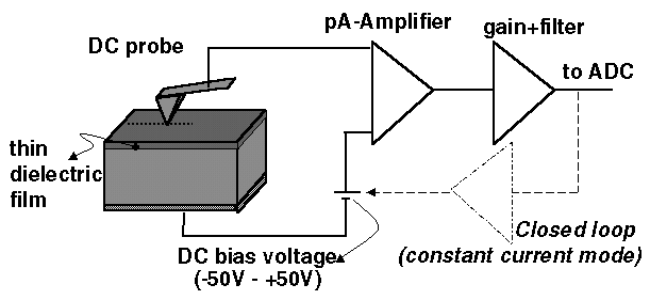 pA-Amplifier
gain+filter
DC probe
to ADC
thin
dielectric
film
DC bias voltage
(-50V - +50V)
Closed loop
(constant current mode)